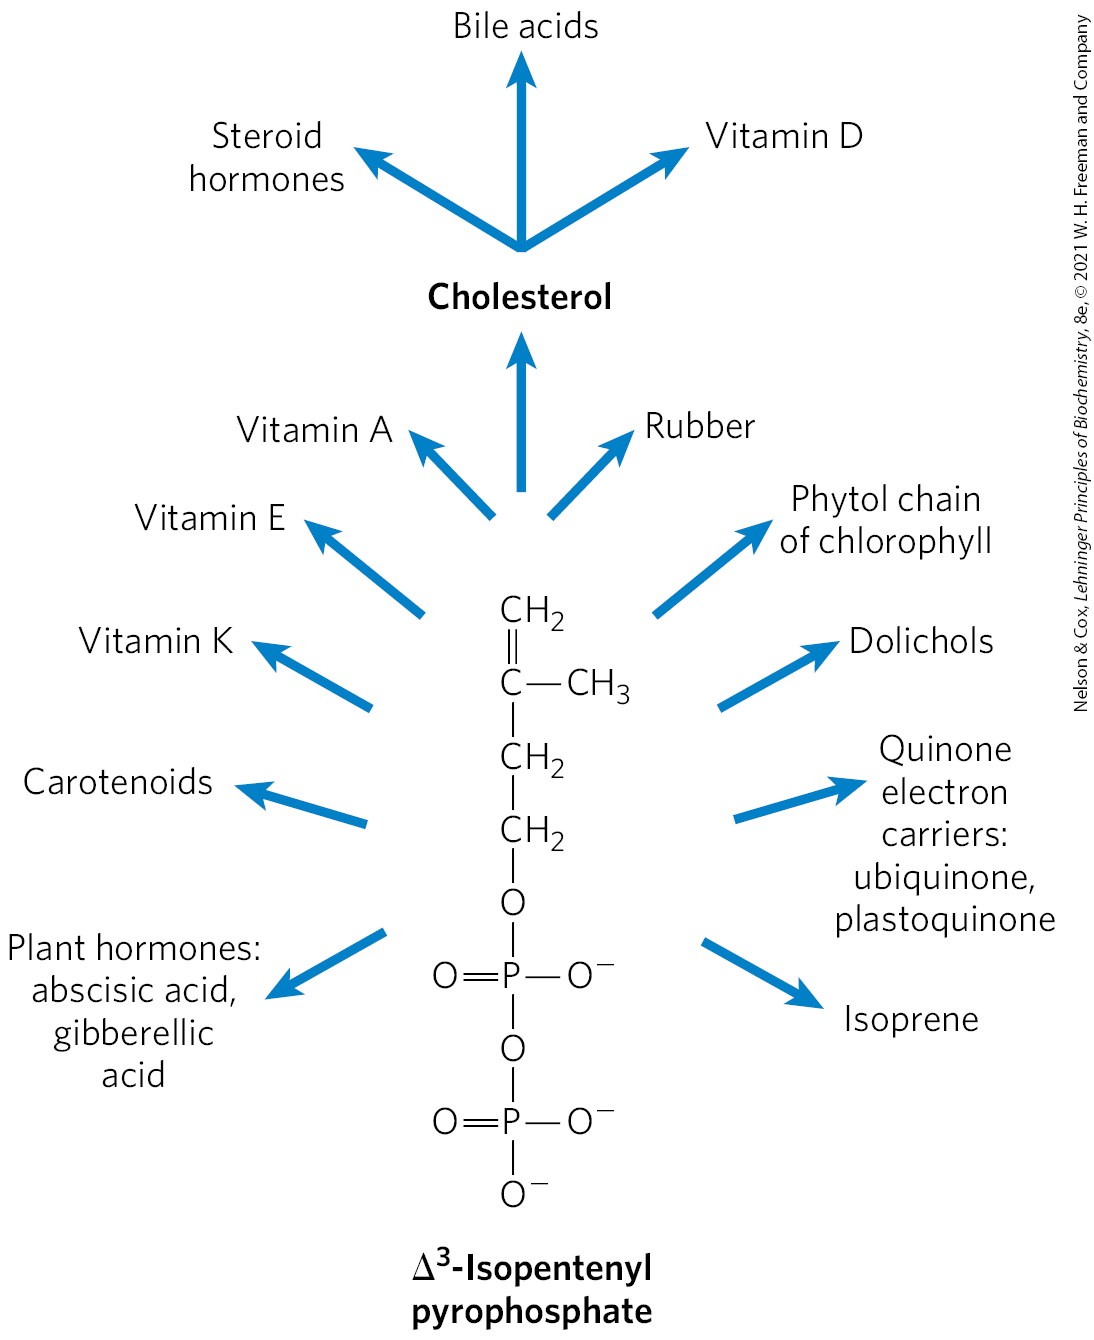 Bile acids
Steroid
hormones
Vitamin D
Cholesterol
Vitamin A
Rubber
Vitamin E
Phytol chain
of chlorophyll
Vitamin K
Dolichols
Carotenoids
Quinone
electron
carriers:
ubiquinone,
plastoquinone
Plant hormones:
abscisic acid,
gibberellic
acid
Isoprene
CH₂
C—CH₃
CH₂
CH₂
O
O=P—O⁻
O
O=P—O⁻
O⁻
Δ³-Isopentenyl
pyrophosphate
Nelson & Cox, Lehninger Principles of Biochemistry, 8e, © 2021 W. H. Freeman and Company